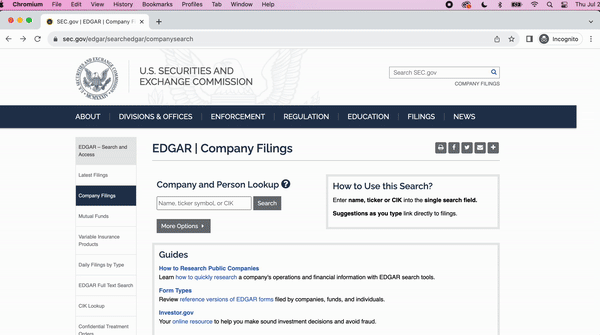 Chromium File Edit View History Bookmarks Profiles Tab Window Help Thu Jul 2
SEC.gov | EDGAR | Company F
sec.gov/edgar/searchedgar/companysearch
Incognito
U.S. SECURITIES AND
EXCHANGE COMMISSION
Search SEC.gov
COMPANY FILINGS
ABOUT DIVISIONS & OFFICES ENFORCEMENT REGULATION EDUCATION FILINGS NEWS
EDGAR – Search and
Access
Latest Filings
Company Filings
Mutual Funds
Variable Insurance
Products
Daily Filings by Type
EDGAR Full Text Search
CIK Lookup
Confidential Treatment
Orders
EDGAR | Company Filings
Company and Person Lookup ?
Name, ticker symbol, or CIK Search
More Options
How to Use this Search?
Enter name, ticker or CIK into the single search field.
Suggestions as you type link directly to filings.
Guides
How to Research Public Companies
Learn how to quickly research a company's operations and financial information with EDGAR search tools.
Form Types
Review reference versions of EDGAR forms filed by companies, funds, and individuals.
Investor.gov
Your online resource to help you make sound investment decisions and avoid fraud.